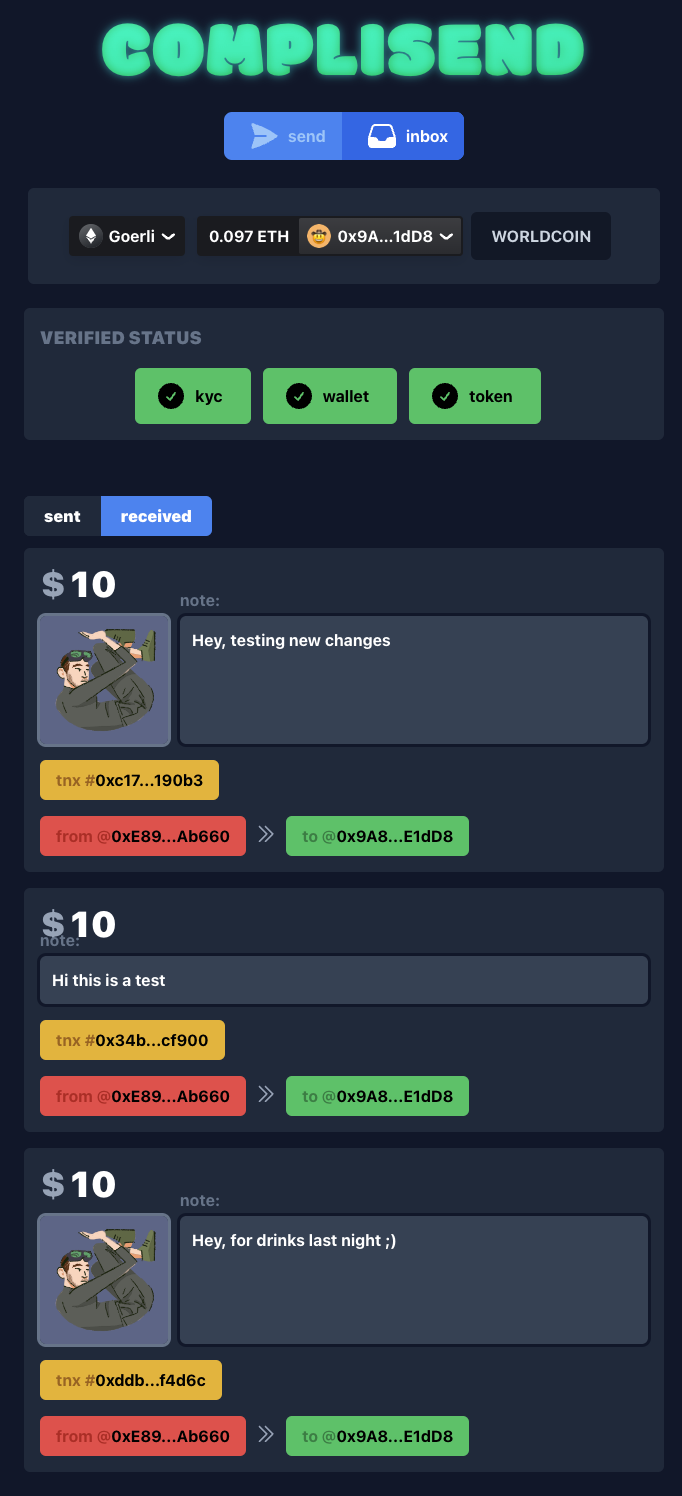 COMPLISEND
send inbox
Goerli 0.097 ETH 0x9A...1dD8 WORLDCOIN
VERIFIED STATUS
kyc wallet token
sent received
$ 10
note:
Hey, testing new changes
tnx #0xc17...190b3
from @0xE89...Ab660 to @0x9A8...E1dD8
$ 10
note:
Hi this is a test
tnx #0x34b...cf900
from @0xE89...Ab660 to @0x9A8...E1dD8
$ 10
note:
Hey, for drinks last night ;)
tnx #0xddb...f4d6c
from @0xE89...Ab660 to @0x9A8...E1dD8